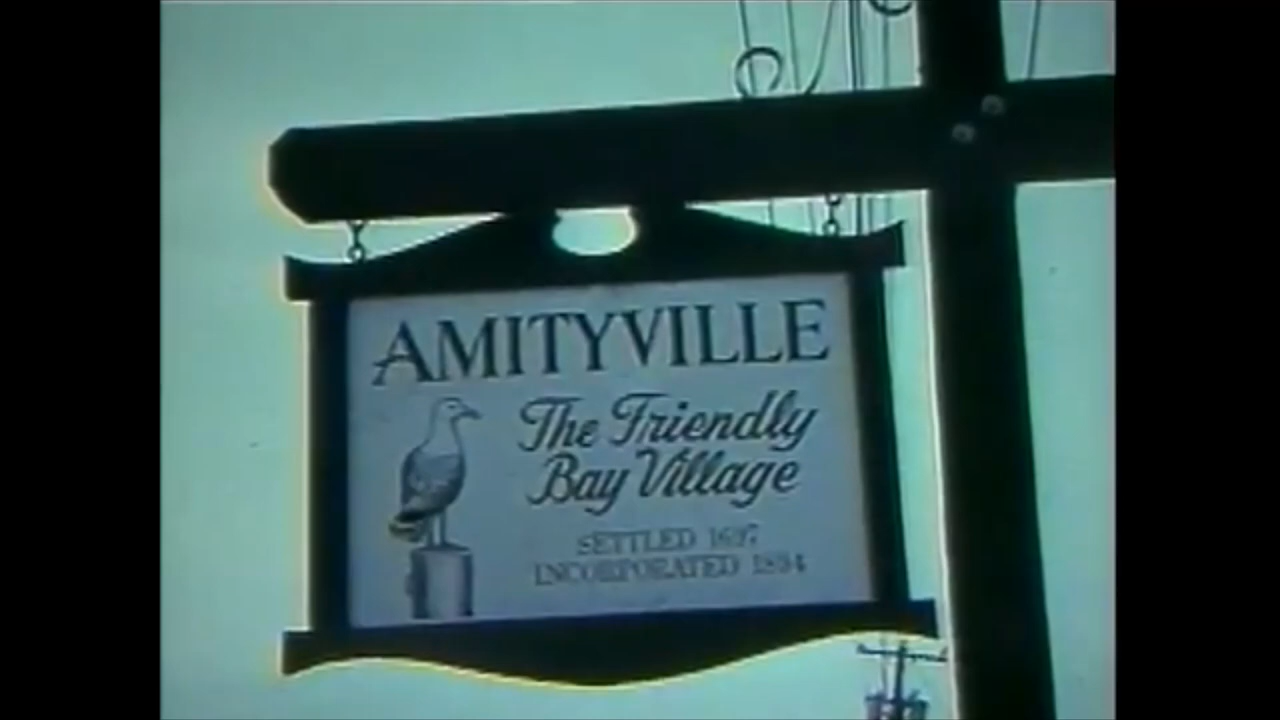 AMITYVILLE
The Friendly
Bay Village
SETTLED 1697
INCORPORATED 1894